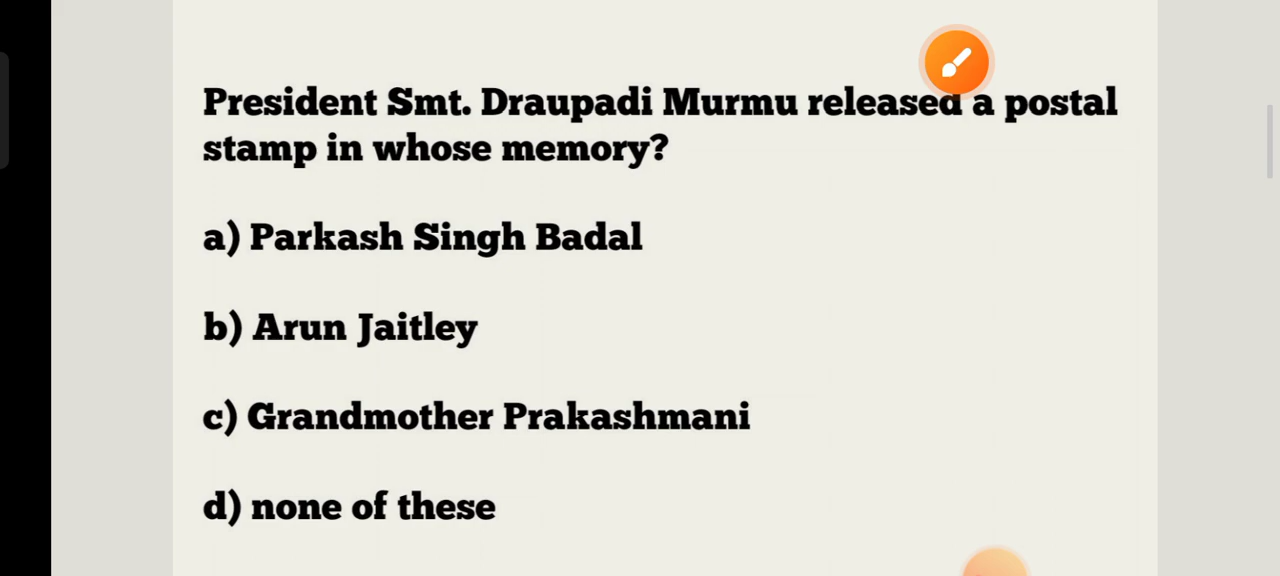 President Smt. Draupadi Murmu released a postal
stamp in whose memory?
a) Parkash Singh Badal
b) Arun Jaitley
c) Grandmother Prakashmani
d) none of these